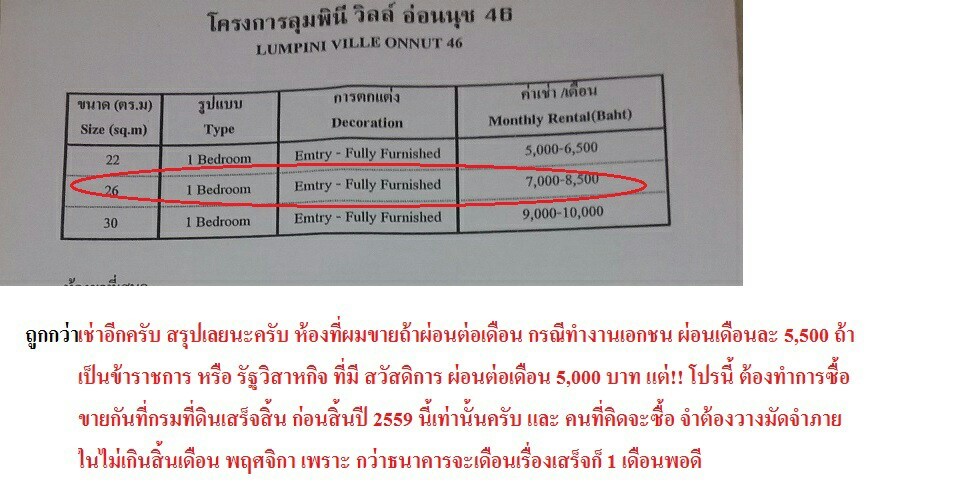 โครงการลุมพินี วิลล์ อ่อนนุช 46
LUMPINI VILLE ONNUT 46
ขนาด (ตร.ม) รูปแบบ การตกแต่ง ค่าเช่า /เดือน
Size (sq.m) Type Decoration Monthly Rental(Baht)
22 1 Bedroom Emtry - Fully Furnished 5,000-6,500
26 1 Bedroom Emtry - Fully Furnished 7,000-8,500
30 1 Bedroom Emtry - Fully Furnished 9,000-10,000
ถูกกว่าเช่าอีกครับ สรุปเลยนะครับ ห้องที่ผมขายถ้าผ่อนต่อเดือน กรณีทำงานเอกชน ผ่อนเดือนละ 5,500 ถ้า
เป็นข้าราชการ หรือ รัฐวิสาหกิจ ที่มี สวัสดิการ ผ่อนต่อเดือน 5,000 บาท แต่!! โปรนี้ ต้องทำการซื้อ
ขายกันที่กรมที่ดินเสร็จสิ้น ก่อนสิ้นปี 2559 นี้เท่านั้นครับ และ คนที่คิดจะซื้อ จำต้องวางมัดจำภาย
ในไม่เกินสิ้นเดือน พฤศจิกา เพราะ กว่าธนาคารจะเดือนเรื่องเสร็จก็ 1 เดือนพอดี